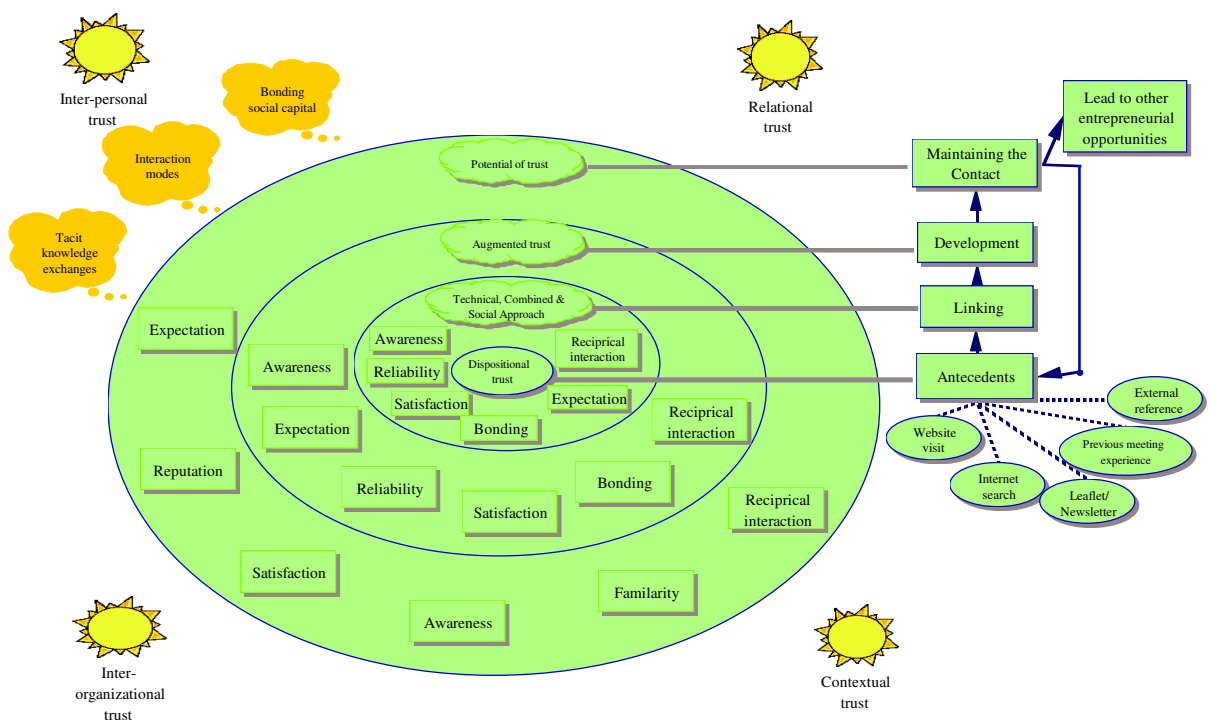 Inter-personal
trust
Bonding
social capital
Interaction
modes
Tacit
knowledge
exchanges
Relational
trust
Lead to other
entrepreneurial
opportunities
Potential of trust
Maintaining the
Contact
Augmented trust
Development
Technical, Combined &
Social Approach
Linking
Expectation
Awareness
Awareness
Reliability
Satisfaction
Bonding
Dispositional
trust
Reciprical
interaction
Expectation
Antecedents
Expectation
Reciprical
interaction
External
reference
Website
visit
Previous meeting
experience
Internet
search
Leaflet/
Newsletter
Reputation
Reliability
Bonding
Satisfaction
Reciprical
interaction
Satisfaction
Familarity
Awareness
Inter-
organizational
trust
Contextual
trust